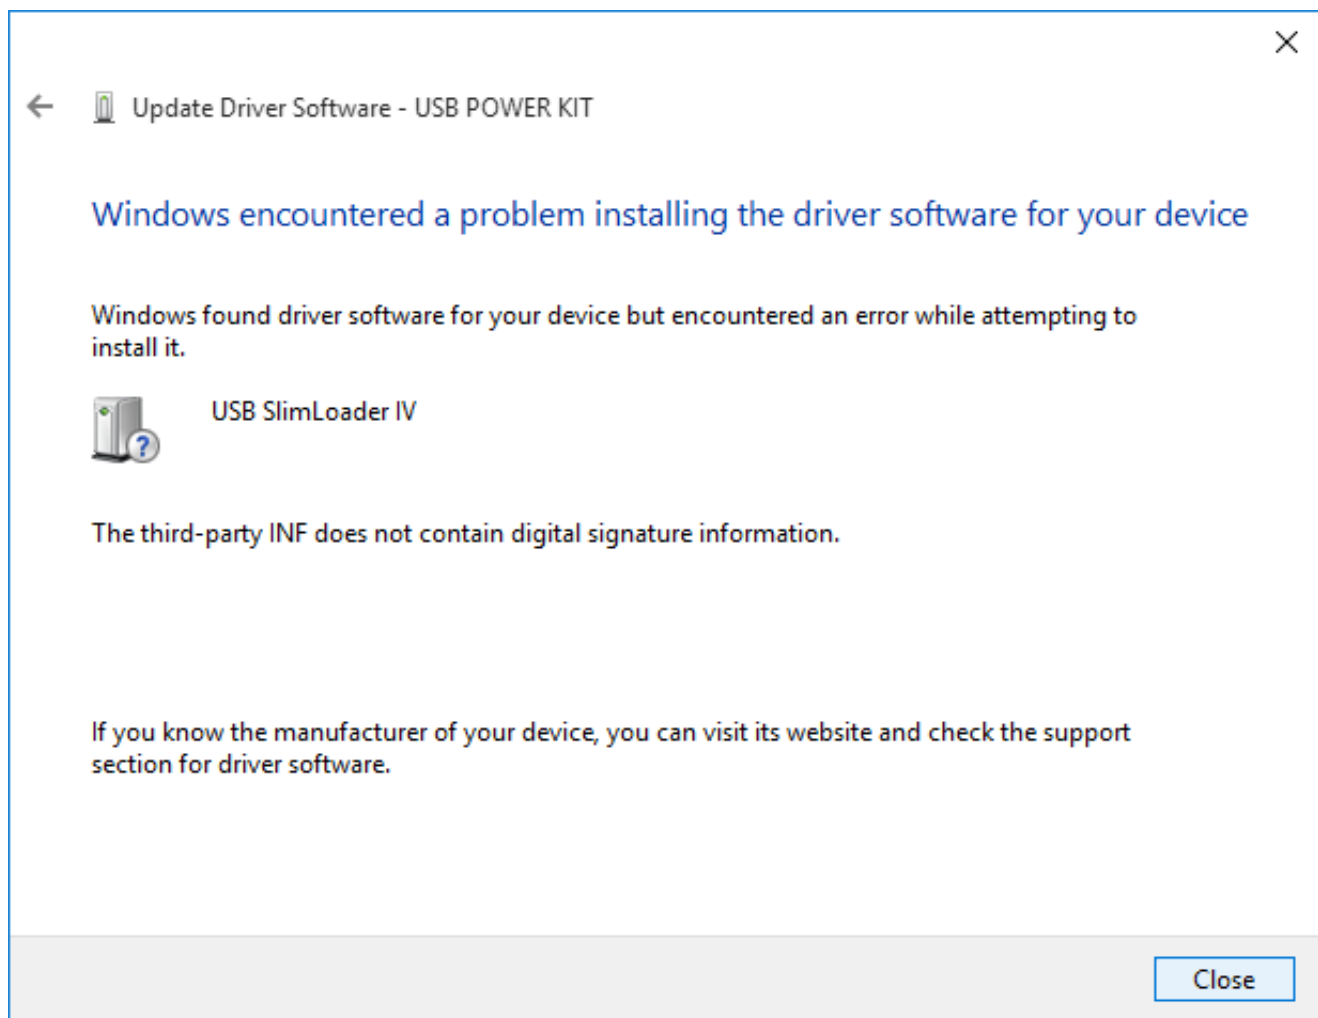 Update Driver Software - USB POWER KIT
Windows encountered a problem installing the driver software for your device
Windows found driver software for your device but encountered an error while attempting to
install it.
USB SlimLoader IV
The third-party INF does not contain digital signature information.
If you know the manufacturer of your device, you can visit its website and check the support
section for driver software.
Close